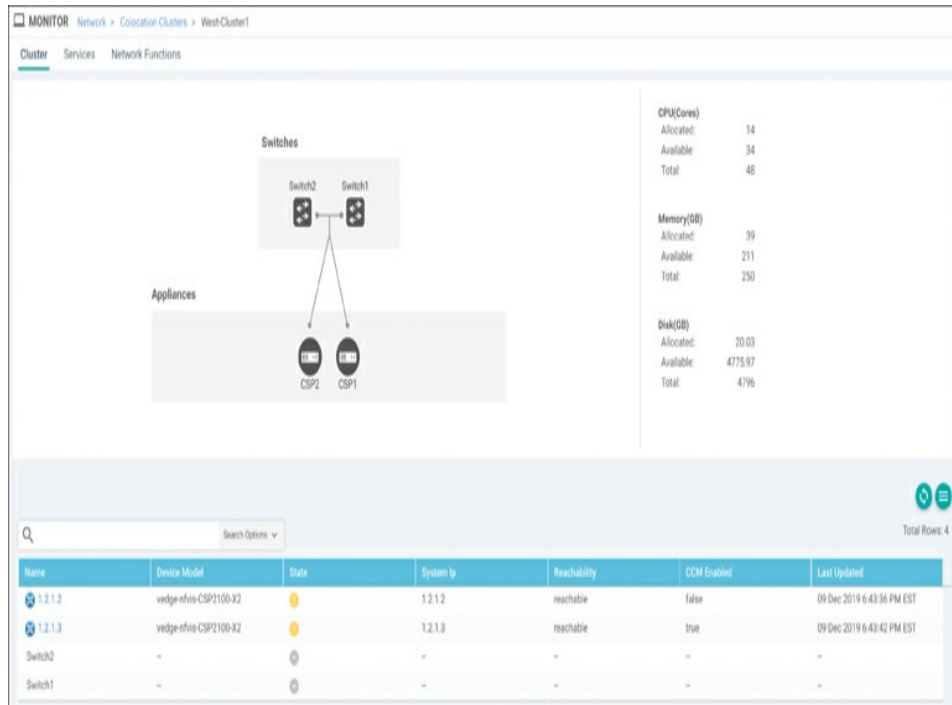 MONITOR Network > Colocation Clusters > West-Cluster1
Cluster Services Network Functions
Switches
Switch2 Switch1
Appliances
CSP2 CSP1
CPU(Cores)
Allocated: 14
Available: 34
Total: 48
Memory(GB)
Allocated: 39
Available: 211
Total: 250
Disk(GB)
Allocated: 20.03
Available: 4775.97
Total: 4796
Search Options
Total Rows: 4
Name Device Model State System Ip Reachability CCM Enabled Last Updated
1.2.1.2 vedge-nfvis-CSP2100-X2 1.2.1.2 reachable false 09 Dec 2019 6:43:36 PM EST
1.2.1.3 vedge-nfvis-CSP2100-X2 1.2.1.3 reachable true 09 Dec 2019 6:43:42 PM EST
Switch2 -- -- -- -- --
Switch1 -- -- -- -- --